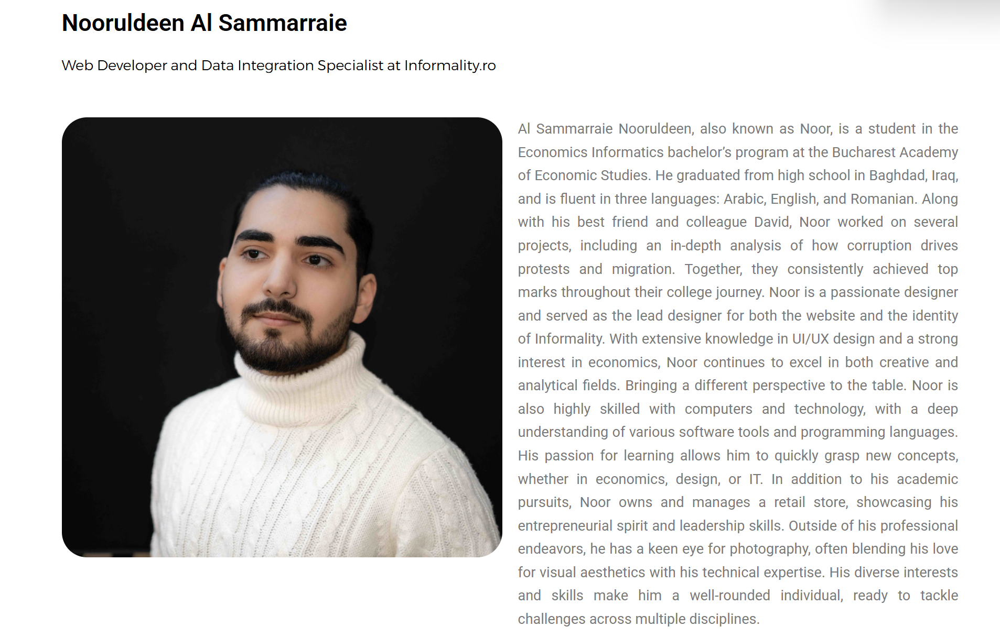 Nooruldeen Al Sammarraie
Web Developer and Data Integration Specialist at Informality.ro
Al Sammarraie Nooruldeen, also known as Noor, is a student in the
Economics Informatics bachelor’s program at the Bucharest Academy
of Economic Studies. He graduated from high school in Baghdad, Iraq,
and is fluent in three languages: Arabic, English, and Romanian. Along
with his best friend and colleague David, Noor worked on several
projects, including an in-depth analysis of how corruption drives
protests and migration. Together, they consistently achieved top
marks throughout their college journey. Noor is a passionate designer
and served as the lead designer for both the website and the identity
of Informality. With extensive knowledge in UI/UX design and a strong
interest in economics, Noor continues to excel in both creative and
analytical fields. Bringing a different perspective to the table. Noor is
also highly skilled with computers and technology, with a deep
understanding of various software tools and programming languages.
His passion for learning allows him to quickly grasp new concepts,
whether in economics, design, or IT. In addition to his academic
pursuits, Noor owns and manages a retail store, showcasing his
entrepreneurial spirit and leadership skills. Outside of his professional
endeavors, he has a keen eye for photography, often blending his love
for visual aesthetics with his technical expertise. His diverse interests
and skills make him a well-rounded individual, ready to tackle
challenges across multiple disciplines.